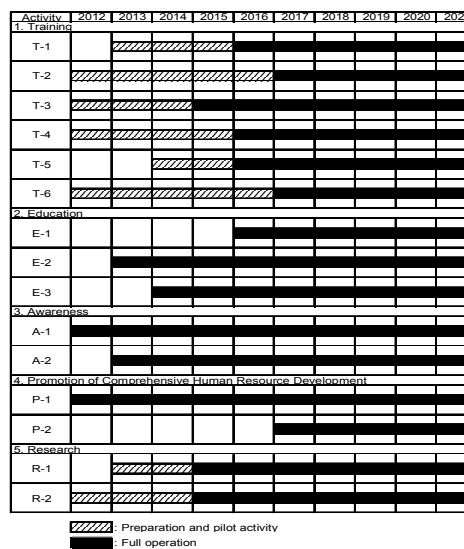 Activity 2012 2013 2014 2015 2016 2017 2018 2019 2020 202
1. Training
T-1
T-2
T-3
T-4
T-5
T-6
2. Education
E-1
E-2
E-3
3. Awareness
A-1
A-2
4. Promotion of Comprehensive Human Resource Development
P-1
P-2
5. Research
R-1
R-2
: Preparation and pilot activity
: Full operation